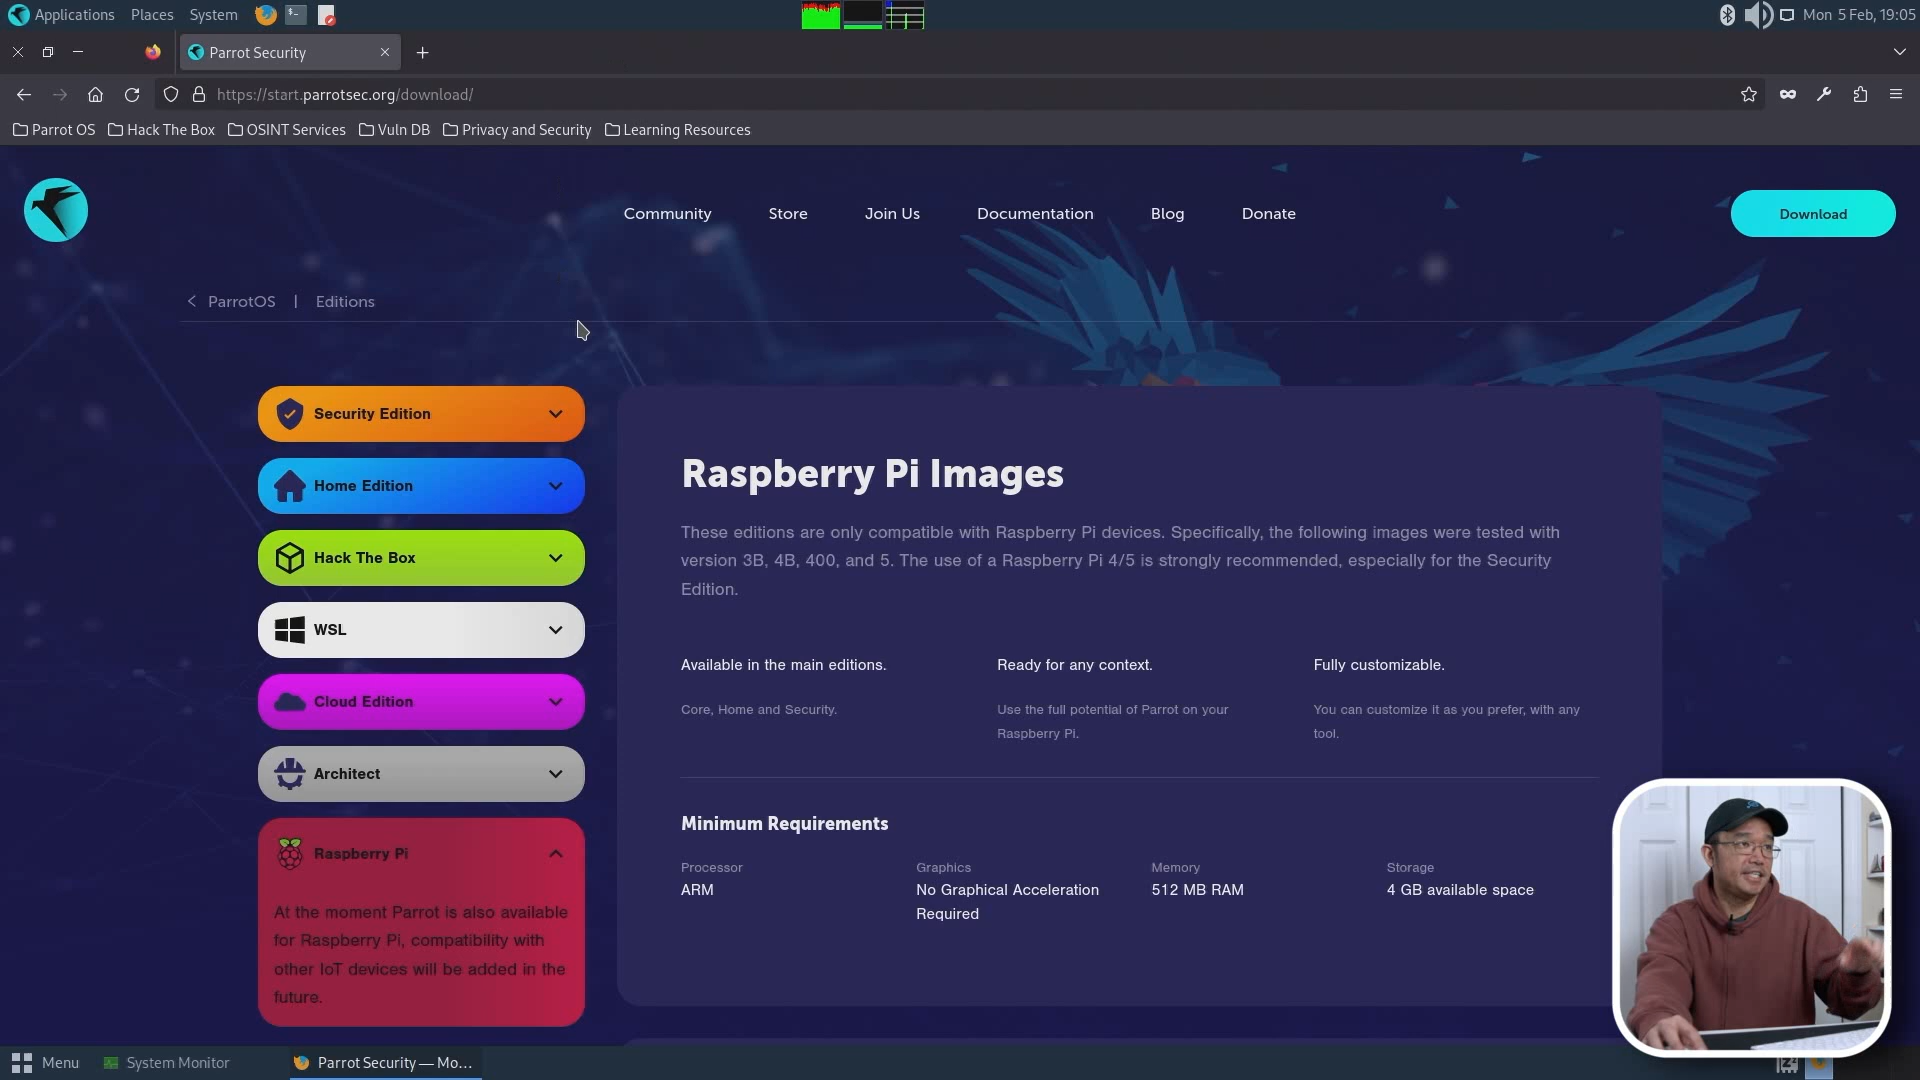 Applications Places System
Mon 5 Feb, 19:05
Parrot Security
https://start.parrotsec.org/download/
Parrot OS Hack The Box OSINT Services Vuln DB Privacy and Security Learning Resources
Community Store Join Us Documentation Blog Donate
Download
ParrotOS | Editions
Security Edition
Home Edition
Hack The Box
WSL
Cloud Edition
Architect
Raspberry Pi
At the moment Parrot is also available
for Raspberry Pi, compatibility with
other IoT devices will be added in the
future.
Raspberry Pi Images
These editions are only compatible with Raspberry Pi devices. Specifically, the following images were tested with
version 3B, 4B, 400, and 5. The use of a Raspberry Pi 4/5 is strongly recommended, especially for the Security
Edition.
Available in the main editions.
Core, Home and Security.
Ready for any context.
Use the full potential of Parrot on your
Raspberry Pi.
Fully customizable.
You can customize it as you prefer, with any
tool.
Minimum Requirements
Processor
ARM
Graphics
No Graphical Acceleration
Required
Memory
512 MB RAM
Storage
4 GB available space
Menu System Monitor Parrot Security — Mo...